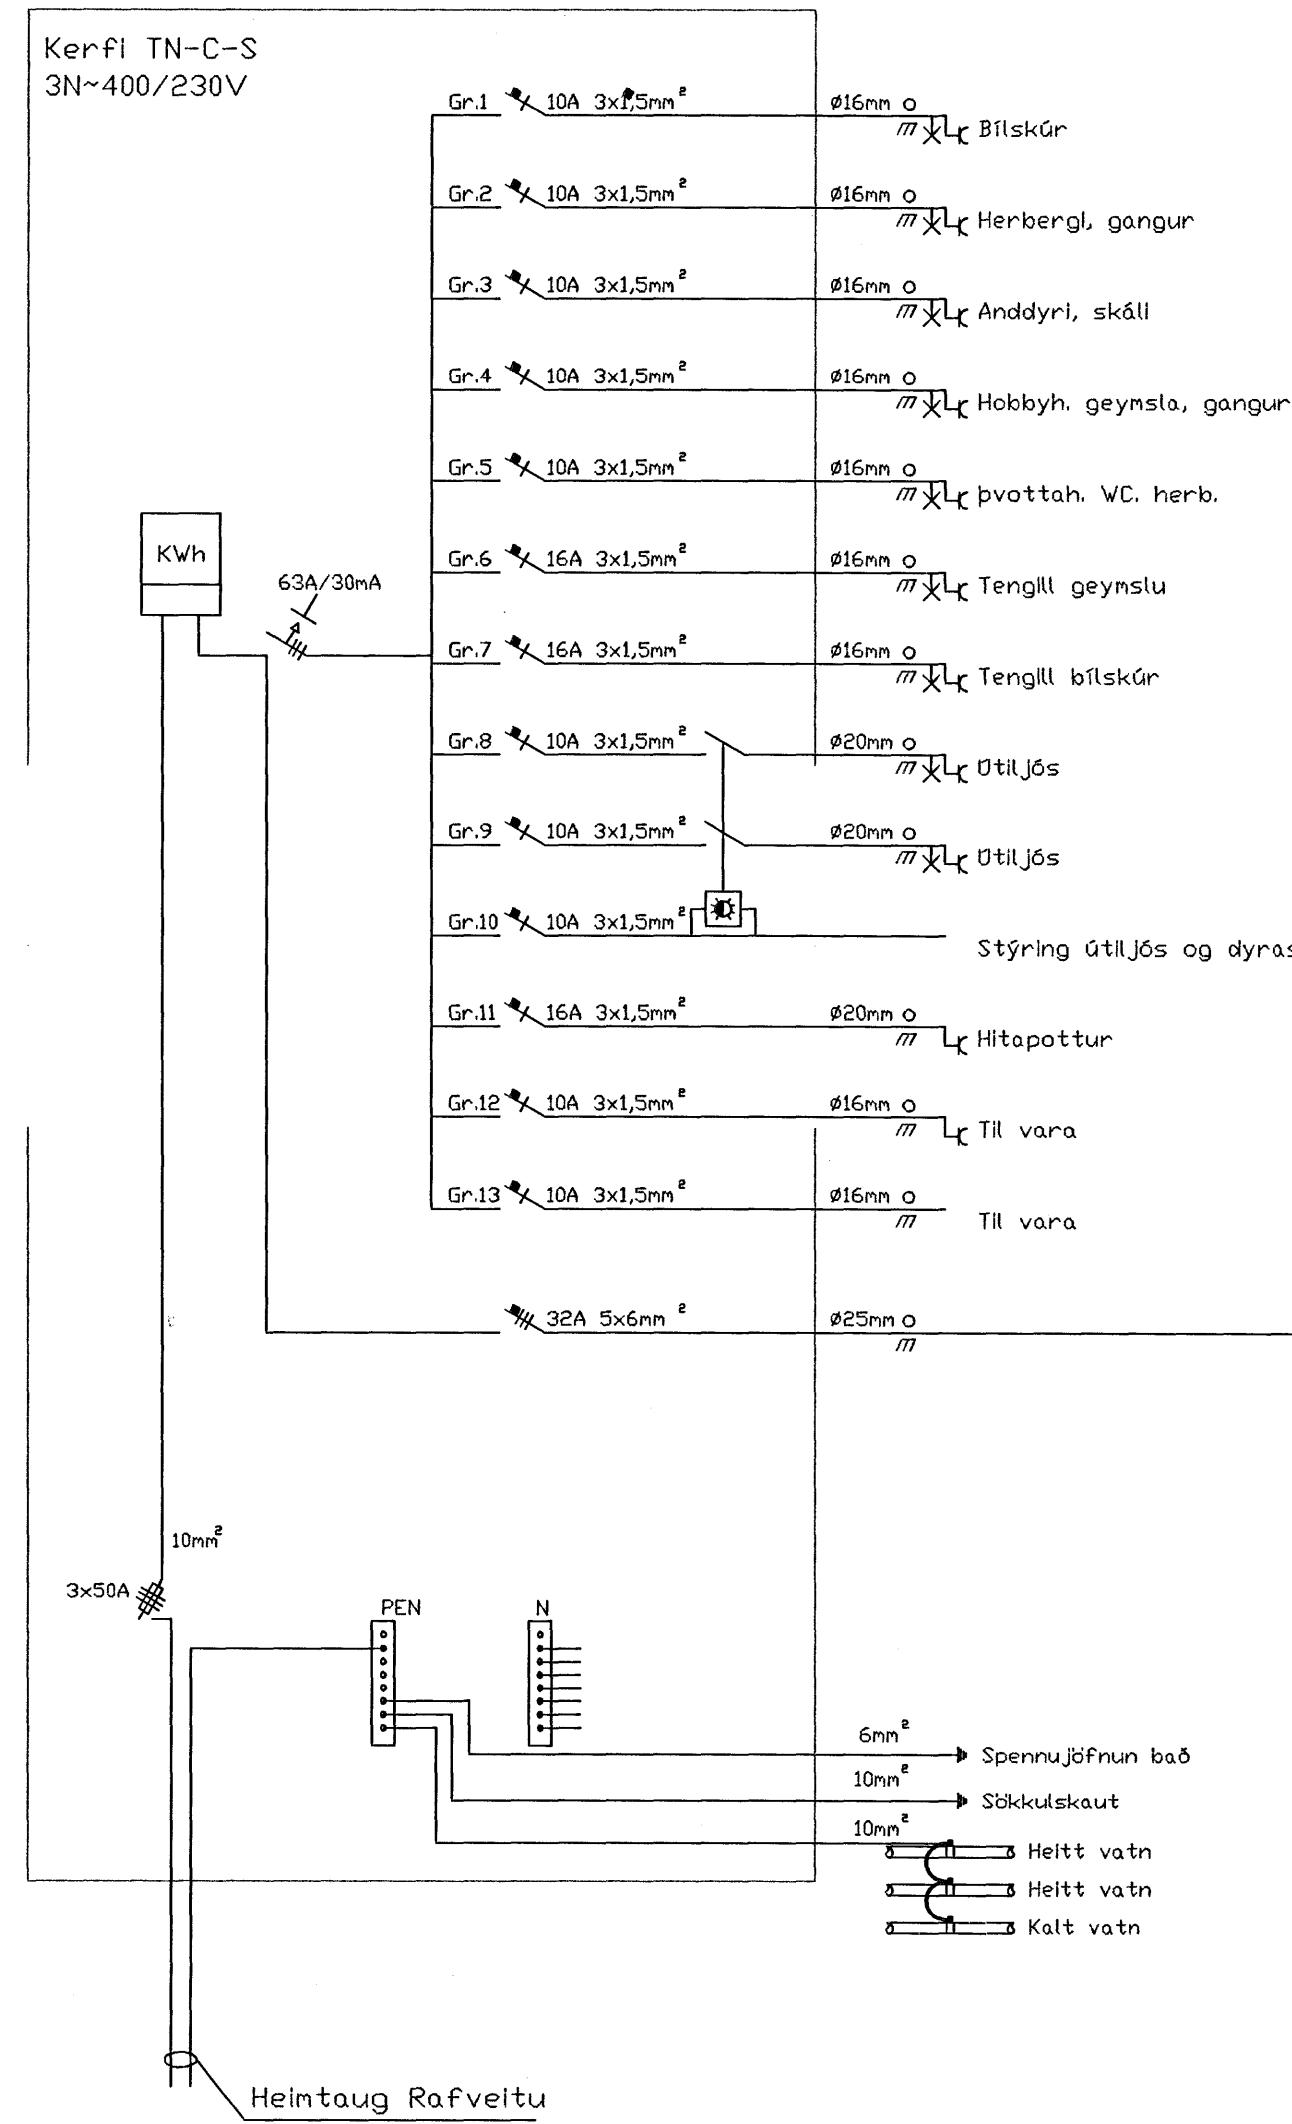 Kerfi TN-C-S
3N~400/230V
Gr.1 10A 3x1,5mm² ø16mm
Bílskúr
Gr.2 10A 3x1,5mm² ø16mm
Herbergi, gangur
Gr.3 10A 3x1,5mm² ø16mm
Anddyri, skáli
Gr.4 10A 3x1,5mm² ø16mm
Hobbyh. geymsla, gangur
Gr.5 10A 3x1,5mm² ø16mm
Þvottah. WC. herb.
KWh
Gr.6 16A 3x1,5mm² ø16mm
Tengill geymslu
63A/30mA
Gr.7 16A 3x1,5mm² ø16mm
Tengill bílskúr
Gr.8 10A 3x1,5mm² ø20mm
Útiljós
Gr.9 10A 3x1,5mm² ø20mm
Útiljós
Gr.10 10A 3x1,5mm²
Stýring útiljós og dyras
Gr.11 16A 3x1,5mm² ø20mm
Hitapottur
Gr.12 10A 3x1,5mm² ø16mm
Til vara
Gr.13 10A 3x1,5mm² ø16mm
Til vara
32A 5x6mm² ø25mm
10mm²
3x50A
PEN N
6mm²
Spennujöfnun bað
10mm²
Sökkulskaut
10mm²
Heitt vatn
Heitt vatn
Kalt vatn
Heimtaug Rafveitu